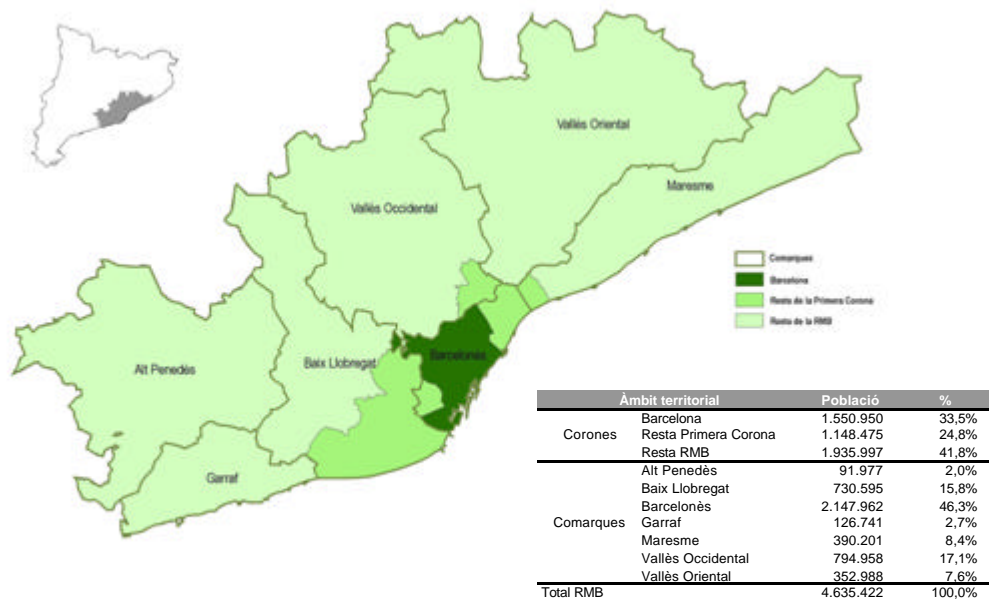 Vallès Oriental
Maresme
Vallès Occidental
Comarques
Barcelona
Resta de la Primera Corona
Resta de la RMB
Barcelonès
Baix Llobregat
Alt Penedès
Garraf
Àmbit territorial Població %
Barcelona 1.550.950 33,5%
Corones Resta Primera Corona 1.148.475 24,8%
Resta RMB 1.935.997 41,8%
Alt Penedès 91.977 2,0%
Baix Llobregat 730.595 15,8%
Barcelonès 2.147.962 46,3%
Comarques Garraf 126.741 2,7%
Maresme 390.201 8,4%
Vallès Occidental 794.958 17,1%
Vallès Oriental 352.988 7,6%
Total RMB 4.635.422 100,0%